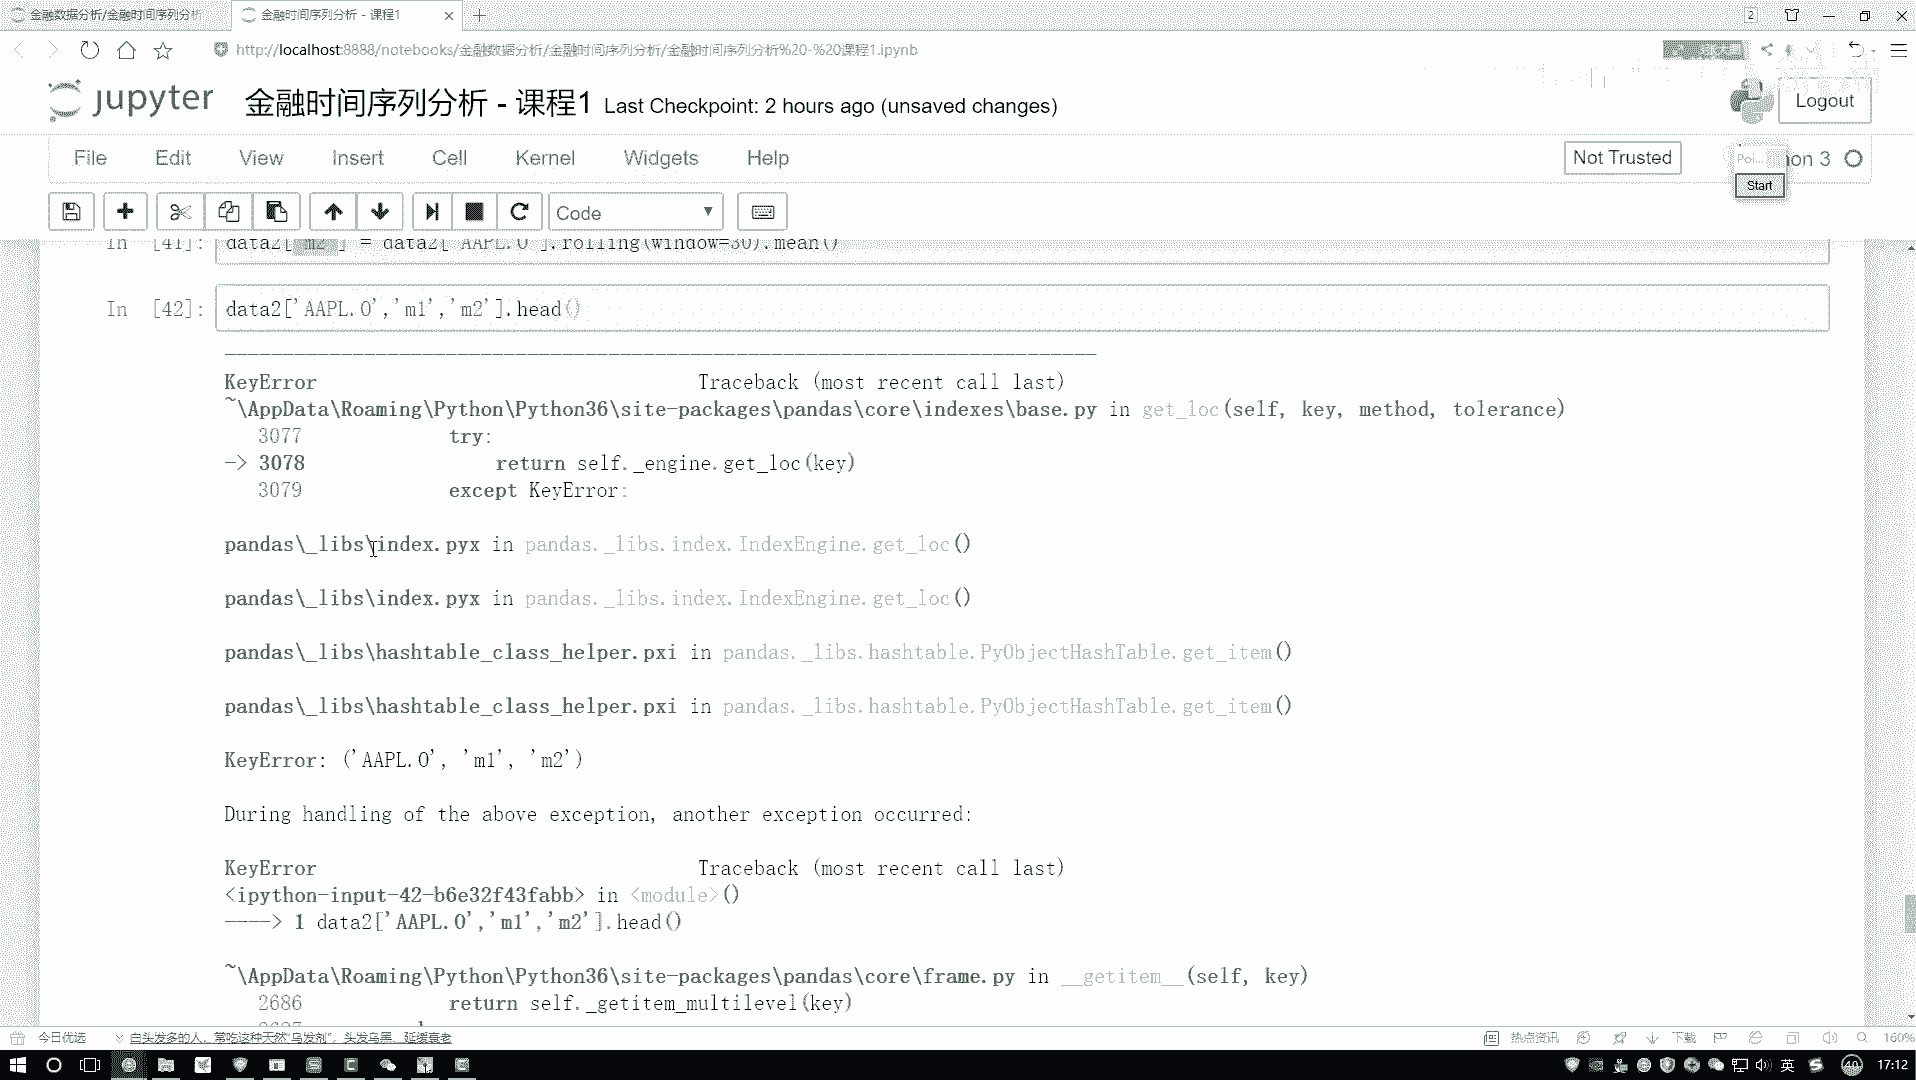 金融数据分析/金融时间序列分析
金融时间序列分析 - 课程1
2
http://localhost:8888/notebooks/金融数据分析/金融时间序列分析/金融时间序列分析%20-%20课程1.ipynb
jupyter
金融时间序列分析 - 课程1 Last Checkpoint: 2 hours ago (unsaved changes)
Logout
File Edit View Insert Cell Kernel Widgets Help
Not Trusted
Poi... on 3
Start
Code
In [41]: data2['m2'] = data2['AAPL.O'].rolling(window=30).mean()
In [42]: data2['AAPL.O','m1','m2'].head()
KeyError Traceback (most recent call last)
~\AppData\Roaming\Python\Python36\site-packages\pandas\core\indexes\base.py in get_loc(self, key, method, tolerance)
3077 try:
-> 3078 return self._engine.get_loc(key)
3079 except KeyError:
pandas\_libs\index.pyx in pandas._libs.index.IndexEngine.get_loc()
pandas\_libs\index.pyx in pandas._libs.index.IndexEngine.get_loc()
pandas\_libs\hashtable_class_helper.pxi in pandas._libs.hashtable.PyObjectHashTable.get_item()
pandas\_libs\hashtable_class_helper.pxi in pandas._libs.hashtable.PyObjectHashTable.get_item()
KeyError: ('AAPL.O', 'm1', 'm2')
During handling of the above exception, another exception occurred:
KeyError Traceback (most recent call last)
<ipython-input-42-b6e32f43fabb> in <module>()
----> 1 data2['AAPL.O','m1','m2'].head()
~\AppData\Roaming\Python\Python36\site-packages\pandas\core\frame.py in __getitem__(self, key)
2686 return self._getitem_multilevel(key)
今日优选 白头发多的人，常吃这种天然"乌发剂"，头发乌黑、延缓衰老
热点资讯 下载 160%
英 40 17:12